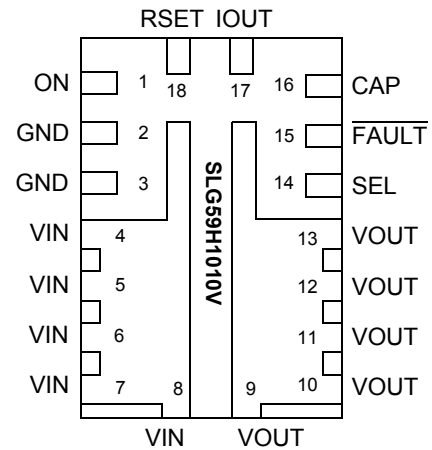 RSET IOUT
ON 1 18 17 16 CAP
GND 2 15 FAULT
GND 3 14 SEL
SLG59H1010V
VIN 4 13 VOUT
VIN 5 12 VOUT
VIN 6 11 VOUT
VIN 7 8 9 10 VOUT
VIN VOUT